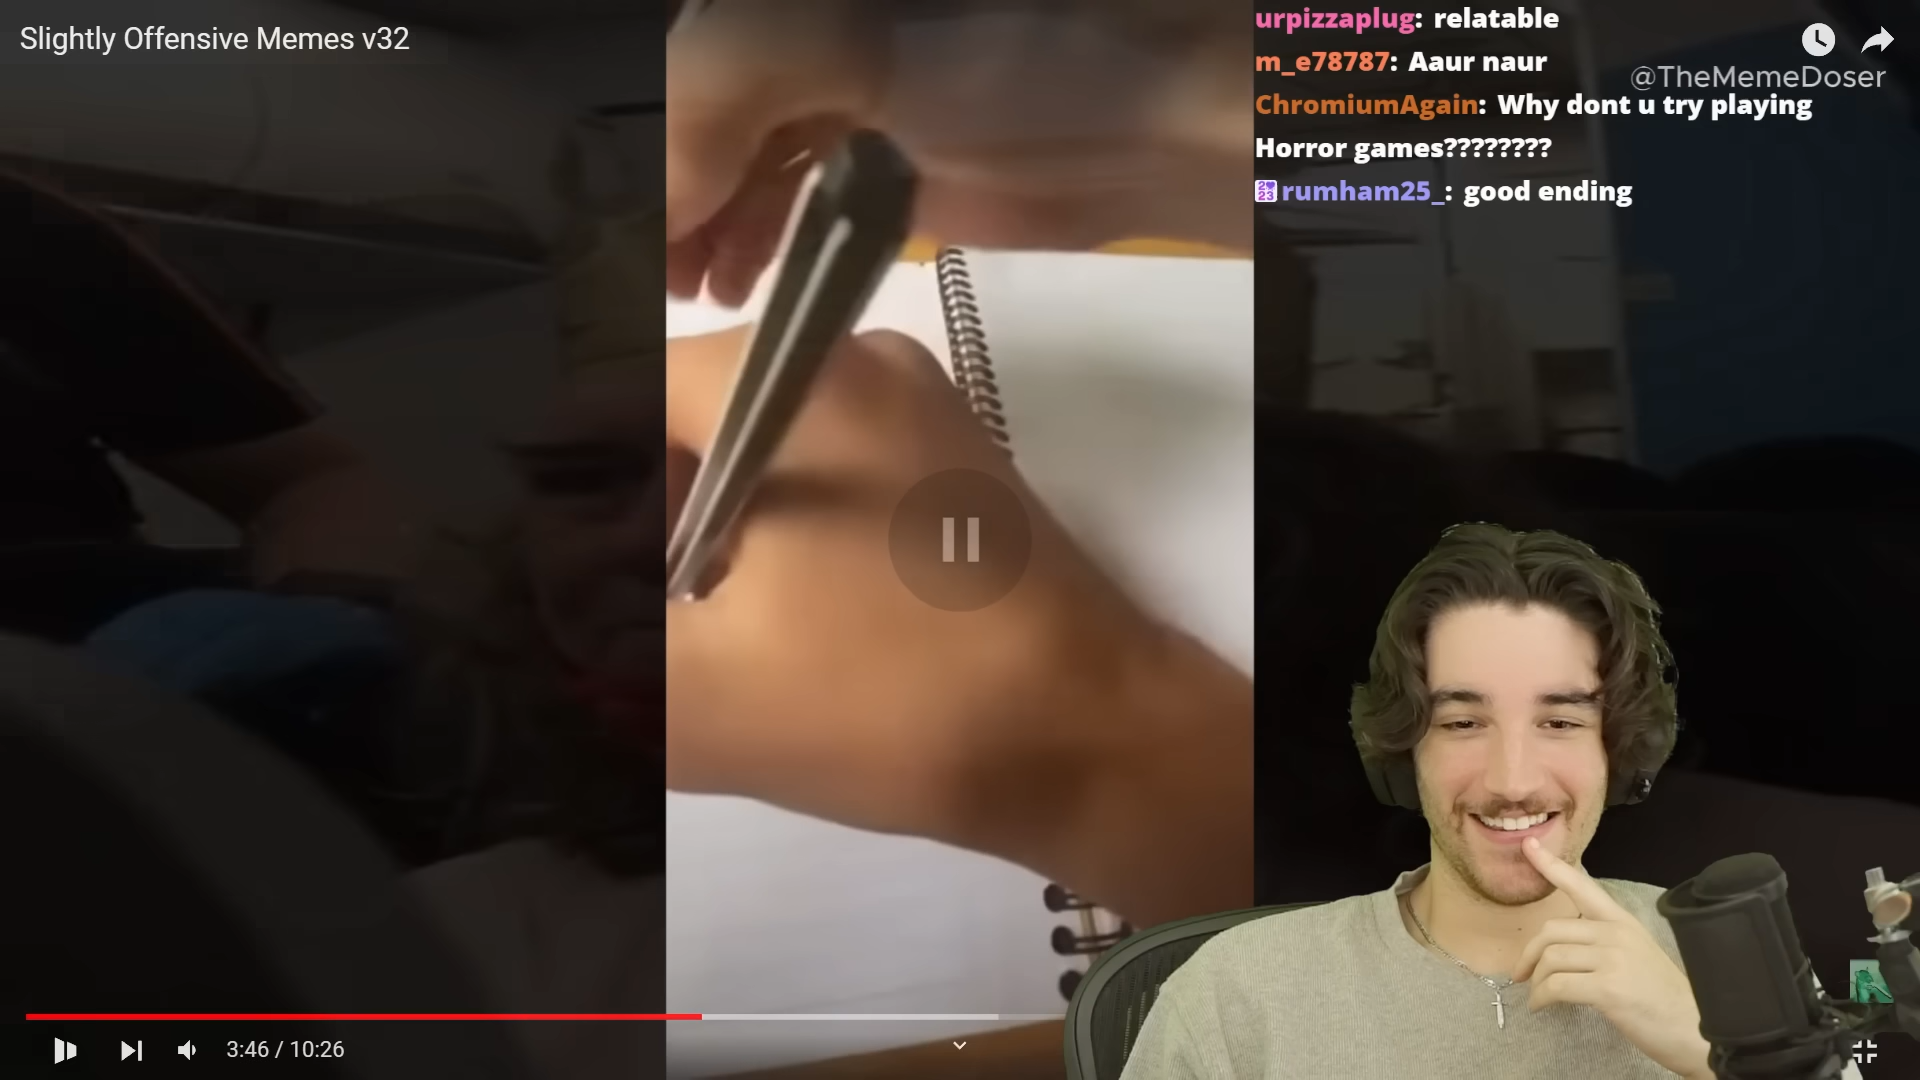 Slightly Offensive Memes v32
urpizzaplug: relatable
m_e78787: Aaur naur
@TheMemeDoser
ChromiumAgain: Why dont u try playing
Horror games????????
rumham25_: good ending
3:46 / 10:26